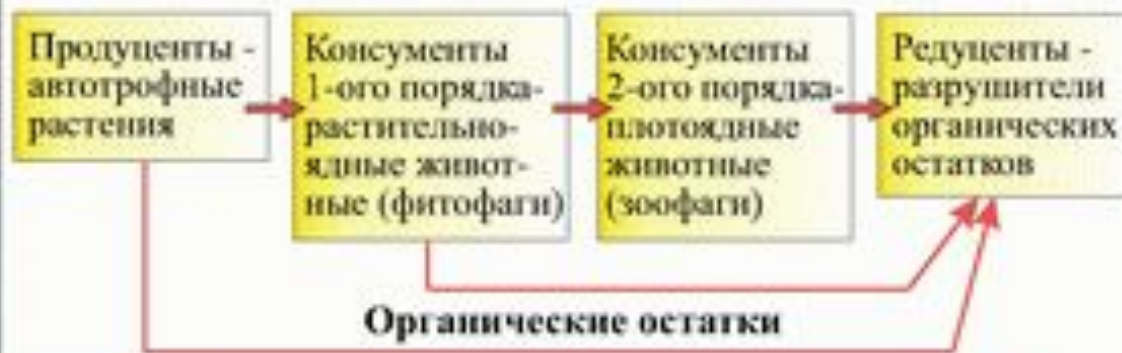 Продуценты -
автотрофные
растения
Консументы
1-ого порядка-
растительно-
ядные живот-
ные (фитофаги)
Консументы
2-ого порядка-
плотоядные
животные
(зоофаги)
Редуценты -
разрушители
органических
остатков
Органические остатки